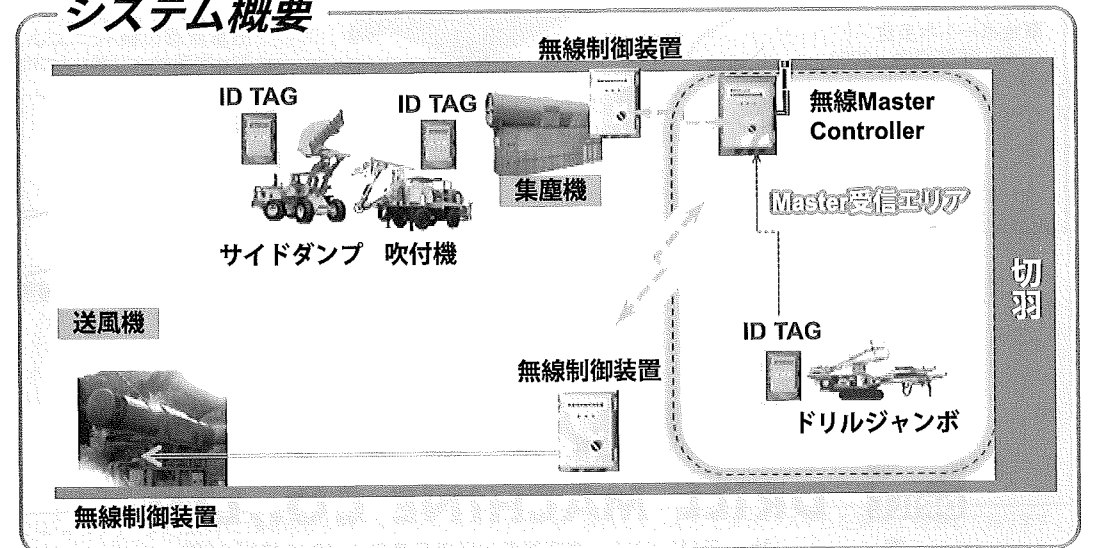 システム概要
無線制御装置
ID TAG
ID TAG
無線Master
Controller
集塵機
Master受信エリア
サイドダンプ
吹付機
切羽
送風機
ID TAG
無線制御装置
ドリルジャンボ
無線制御装置